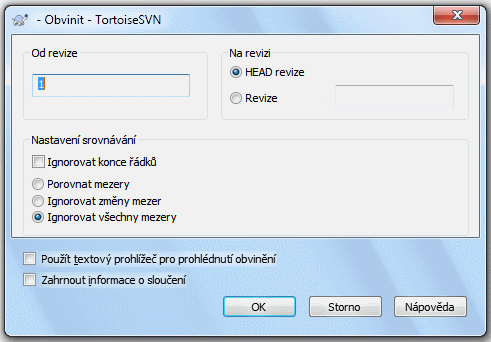 - Obvinit - TortoiseSVN
Od revize
1
Na revizi
HEAD revize
Revize
Nastavení srovnávání
Ignorovat konce řádků
Porovnat mezery
Ignorovat změny mezer
Ignorovat všechny mezery
Použít textový prohlížeč pro prohlédnutí obvinění
Zahrnout informace o sloučení
OK
Storno
Nápověda